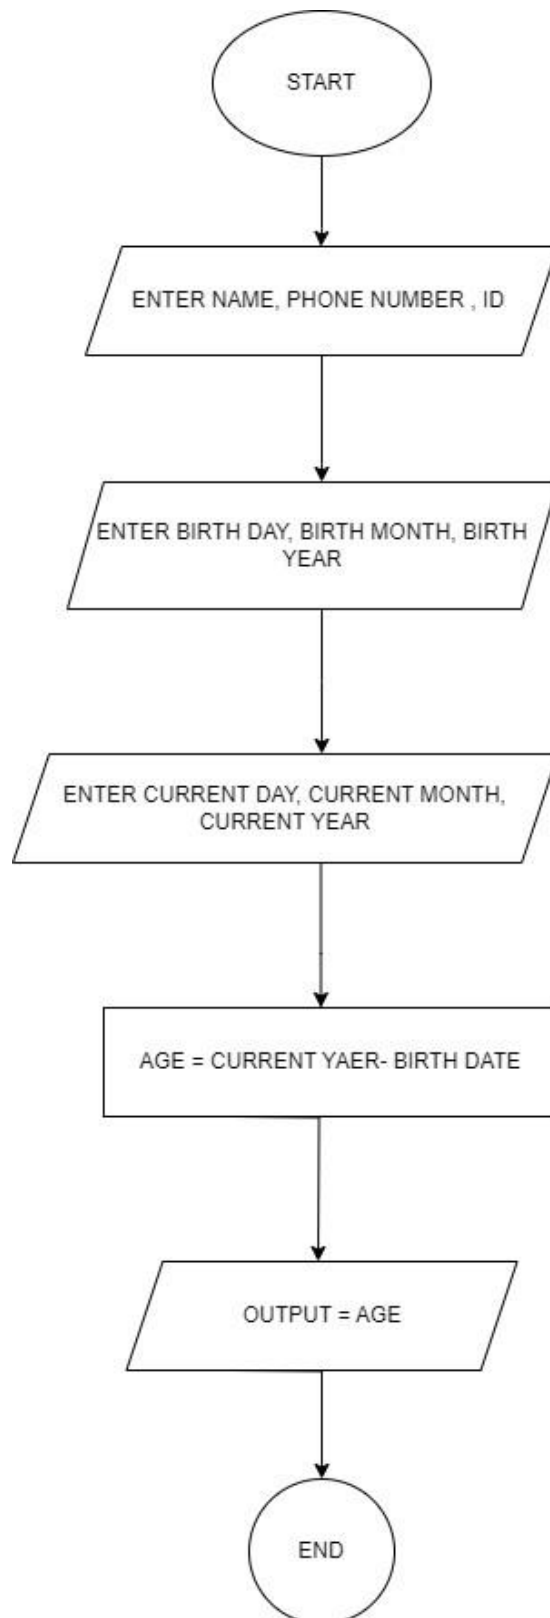 START
ENTER NAME, PHONE NUMBER , ID
ENTER BIRTH DAY, BIRTH MONTH, BIRTH
YEAR
ENTER CURRENT DAY, CURRENT MONTH,
CURRENT YEAR
AGE = CURRENT YAER- BIRTH DATE
OUTPUT = AGE
END